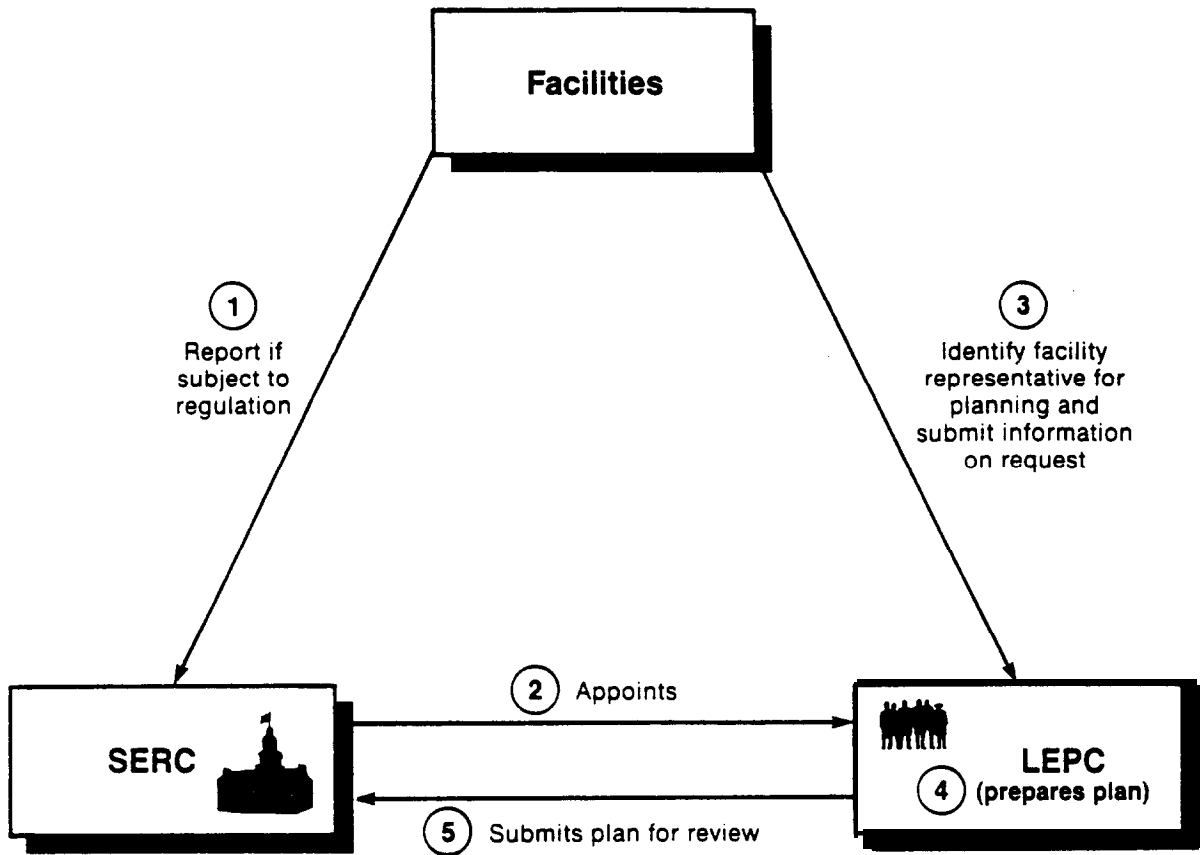 Facilities
1
Report if
subject to
regulation
3
Identify facility
representative for
planning and
submit information
on request
2 Appoints
SERC
LEPC
4 (prepares plan)
5 Submits plan for review